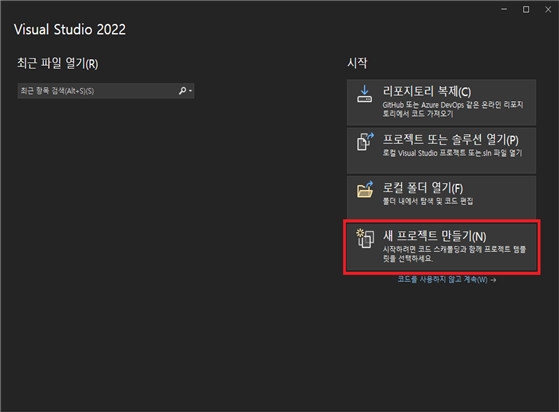 Visual Studio 2022
최근 파일 열기(R)
최근 항목 검색(Alt+S)(S)
시작
리포지토리 복제(C)
GitHub 또는 Azure DevOps 같은 온라인 리포지
토리에서 코드 가져오기
프로젝트 또는 솔루션 열기(P)
로컬 Visual Studio 프로젝트 또는.sln 파일 열기
로컬 폴더 열기(F)
폴더 내에서 탐색 및 코드 편집
새 프로젝트 만들기(N)
시작하려면 코드 스캐폴딩과 함께 프로젝트 템플
릿을 선택하세요.
코드를 사용하지 않고 계속(W) →